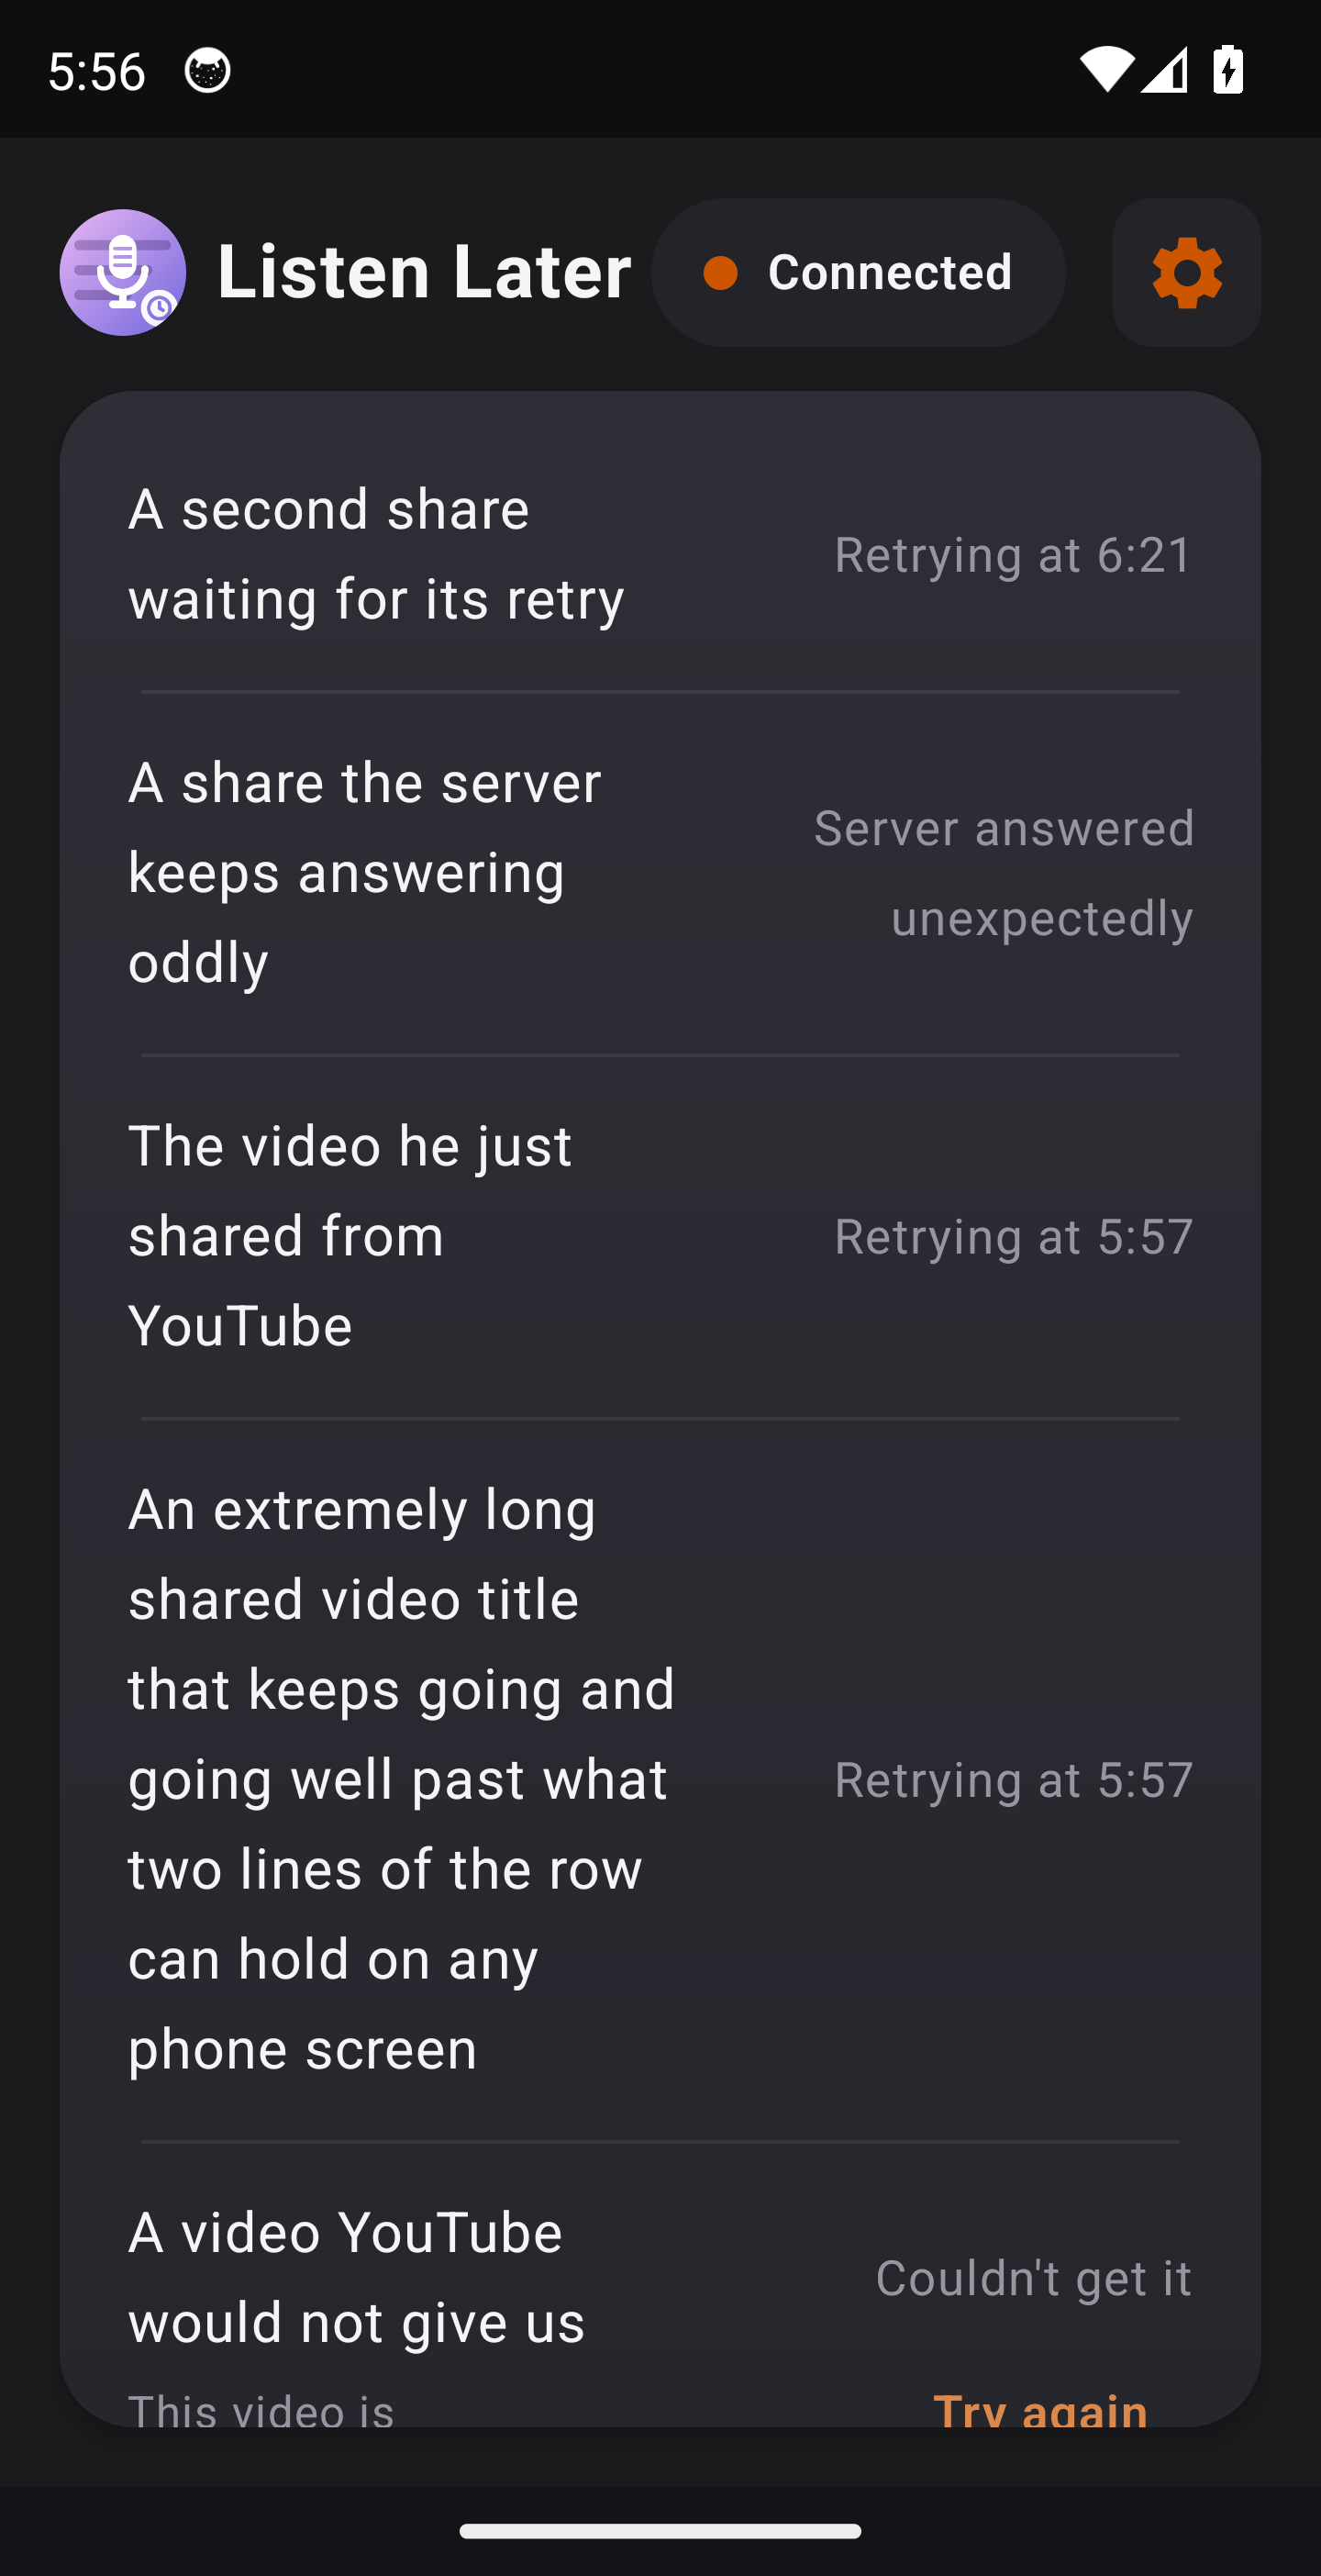 5:56
Listen Later
Connected
A second share
waiting for its retry
Retrying at 6:21
A share the server
keeps answering
oddly
Server answered
unexpectedly
The video he just
shared from
YouTube
Retrying at 5:57
An extremely long
shared video title
that keeps going and
going well past what
two lines of the row
can hold on any
phone screen
Retrying at 5:57
A video YouTube
would not give us
Couldn't get it
This video is
Try again